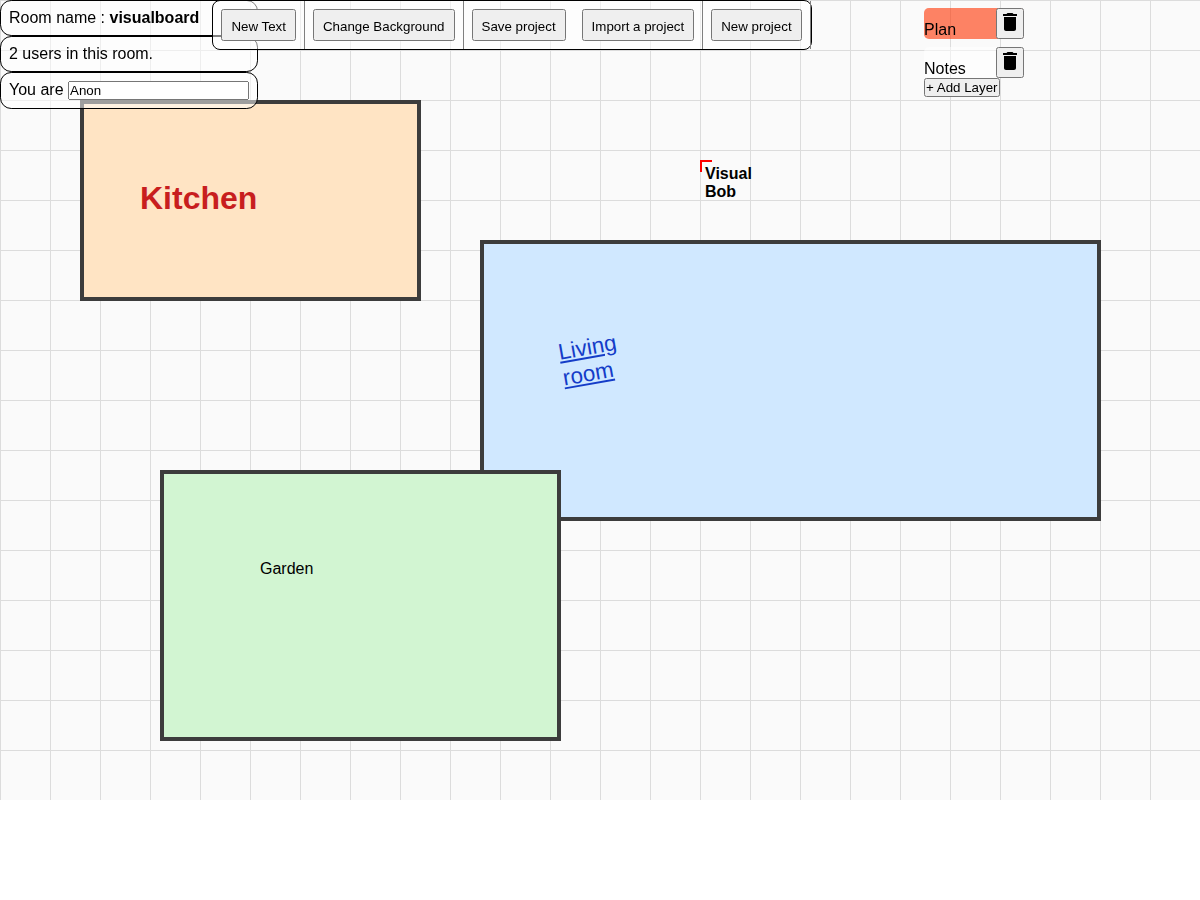 Room name : visualboard
2 users in this room.
You are Anon
New Text
Change Background
Save project
Import a project
New project
Plan
Notes
+ Add Layer
Kitchen
Visual
Bob
Living
room
Garden